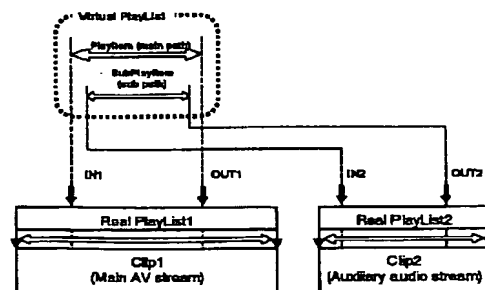 Virtual PlayList
PlayItem (main path)
SubPlayItem
(sub path)
IN1
OUT1
IN2
OUT2
Real PlayList1
Real PlayList2
Clip1
(Main AV stream)
Clip2
(Auxiliary audio stream)